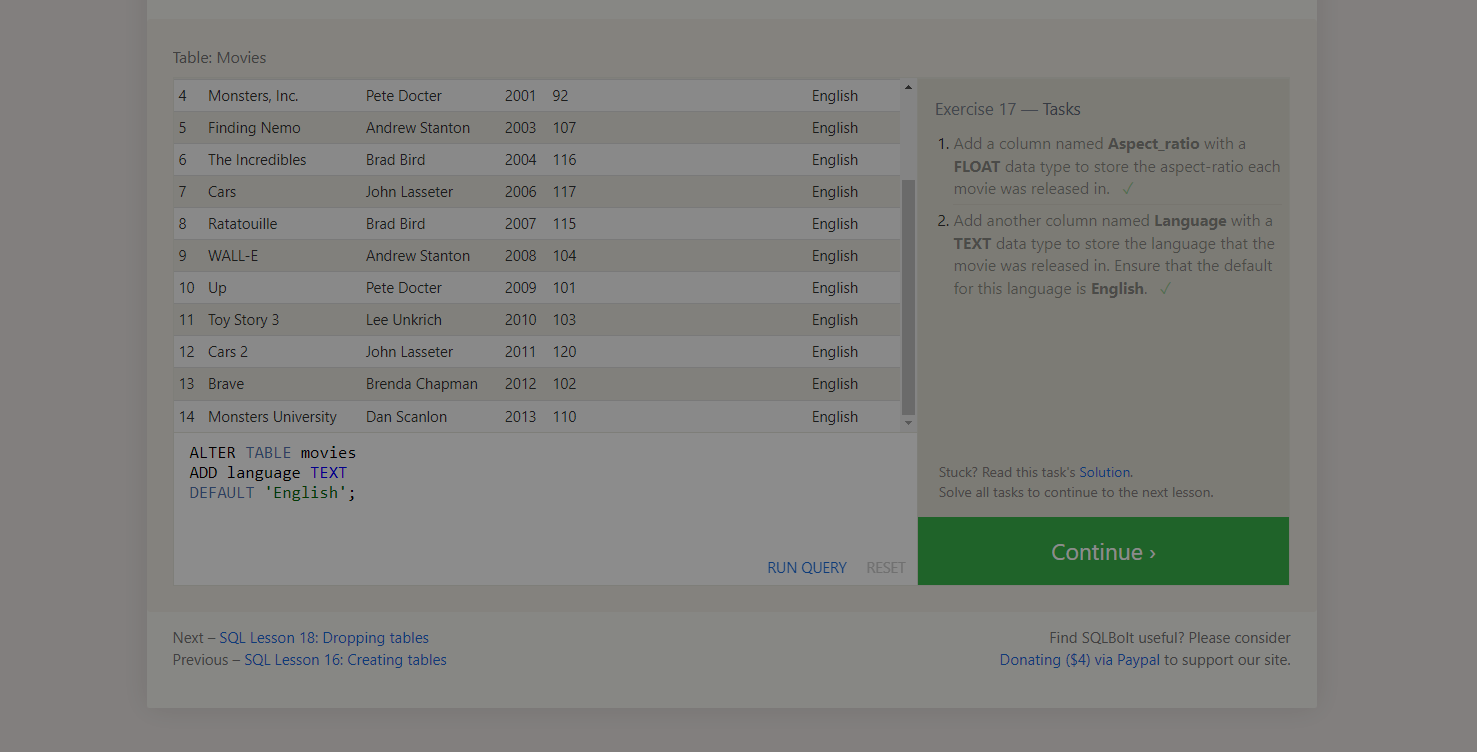 Table: Movies
4 Monsters, Inc. Pete Docter 2001 92 English
5 Finding Nemo Andrew Stanton 2003 107 English
6 The Incredibles Brad Bird 2004 116 English
7 Cars John Lasseter 2006 117 English
8 Ratatouille Brad Bird 2007 115 English
9 WALL-E Andrew Stanton 2008 104 English
10 Up Pete Docter 2009 101 English
11 Toy Story 3 Lee Unkrich 2010 103 English
12 Cars 2 John Lasseter 2011 120 English
13 Brave Brenda Chapman 2012 102 English
14 Monsters University Dan Scanlon 2013 110 English
ALTER TABLE movies
ADD language TEXT
DEFAULT 'English';
RUN QUERY RESET
Exercise 17 — Tasks
1. Add a column named Aspect_ratio with a
FLOAT data type to store the aspect-ratio each
movie was released in. ✓
2. Add another column named Language with a
TEXT data type to store the language that the
movie was released in. Ensure that the default
for this language is English. ✓
Stuck? Read this task's Solution.
Solve all tasks to continue to the next lesson.
Continue ›
Next – SQL Lesson 18: Dropping tables
Previous – SQL Lesson 16: Creating tables
Find SQLBolt useful? Please consider
Donating ($4) via Paypal to support our site.